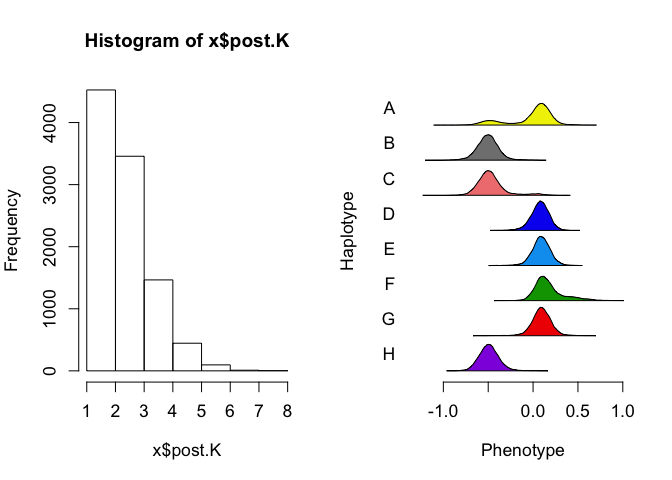 Histogram of x$post.K
Frequency
0
1000
2000
3000
4000
1 2 3 4 5 6 7 8
x$post.K
Haplotype
A
B
C
D
E
F
G
H
-1.0 0.0 0.5 1.0
Phenotype